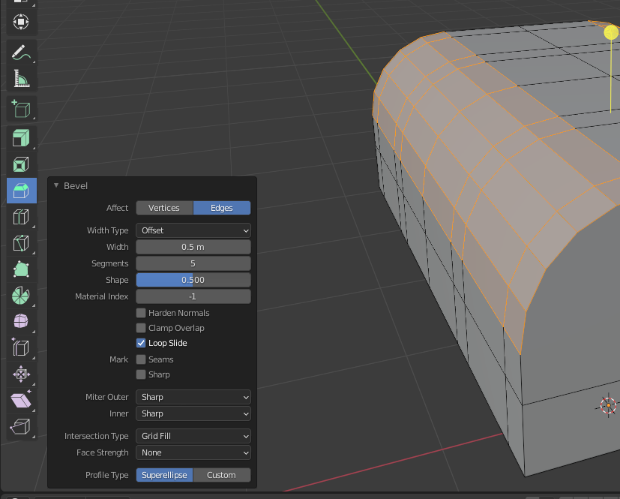 Bevel
Affect Vertices Edges
Width Type Offset
Width 0.5 m
Segments 5
Shape 0.500
Material Index -1
Harden Normals
Clamp Overlap
Loop Slide
Mark Seams
Sharp
Miter Outer Sharp
Inner Sharp
Intersection Type Grid Fill
Face Strength None
Profile Type Superellipse Custom